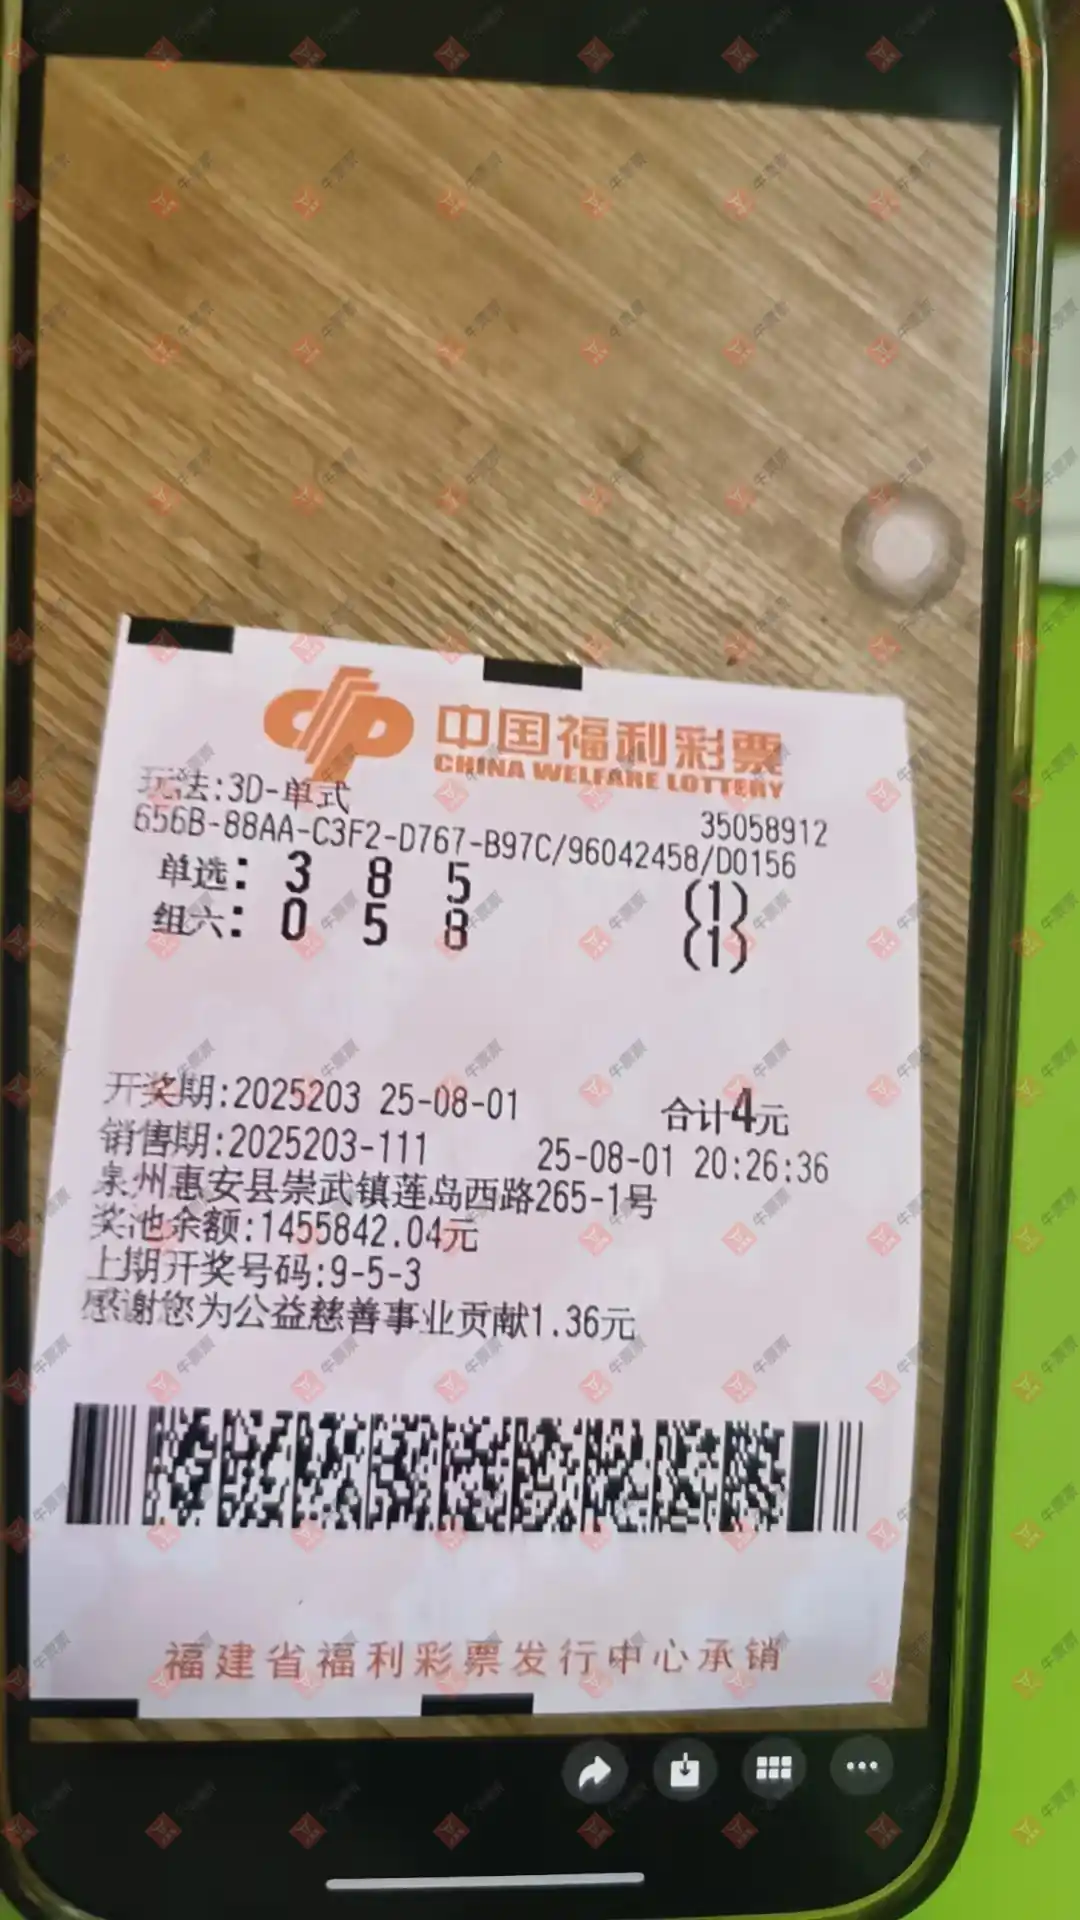 中国福利彩票
CHINA WELFARE LOTTERY
玩法:3D-单式
35058912
656B-88AA-C3F2-D767-B97C/96042458/D0156
单选: 3 8 5 (1)
组六: 0 5 8 (1)
开奖期:2025203 25-08-01 合计4元
销售期:2025203-111 25-08-01 20:26:36
泉州惠安县崇武镇莲岛西路265-1号
奖池余额:1455842.04元
上期开奖号码:9-5-3
感谢您为公益慈善事业贡献1.36元
福建省福利彩票发行中心承销
牛票票